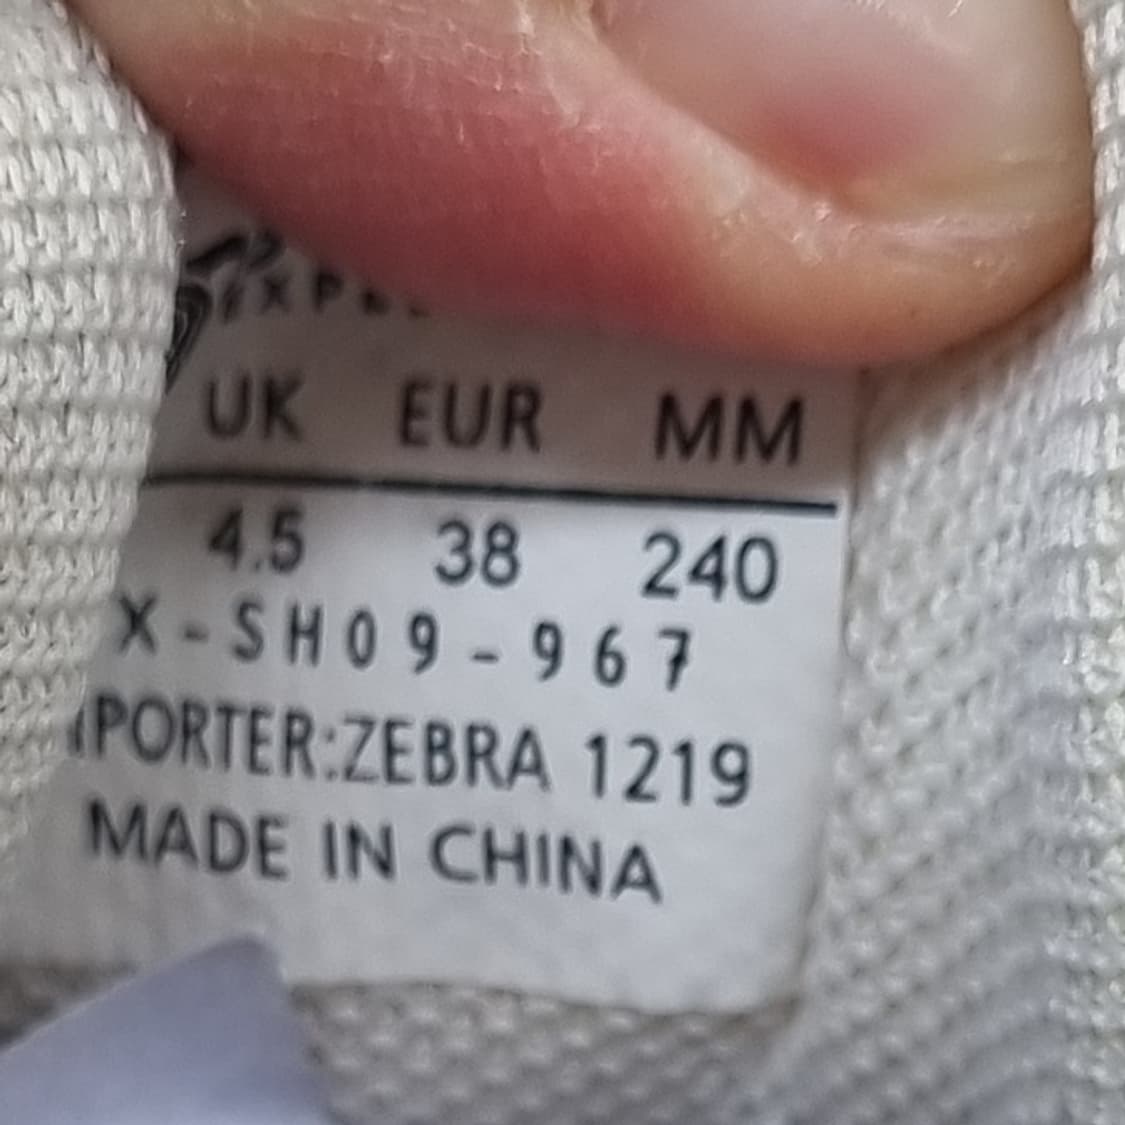 UK EUR MM
4.5 38 240
X-SH09-967
PORTER:ZEBRA 1219
MADE IN CHINA